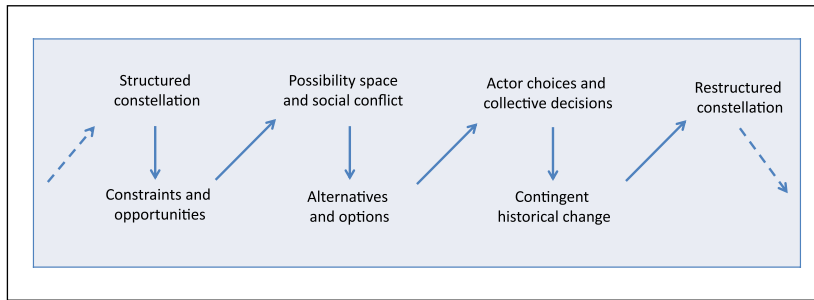 Structured
constellation
Constraints and
opportunities
Possibility space
and social conflict
Alternatives
and options
Actor choices and
collective decisions
Contingent
historical change
Restructured
constellation